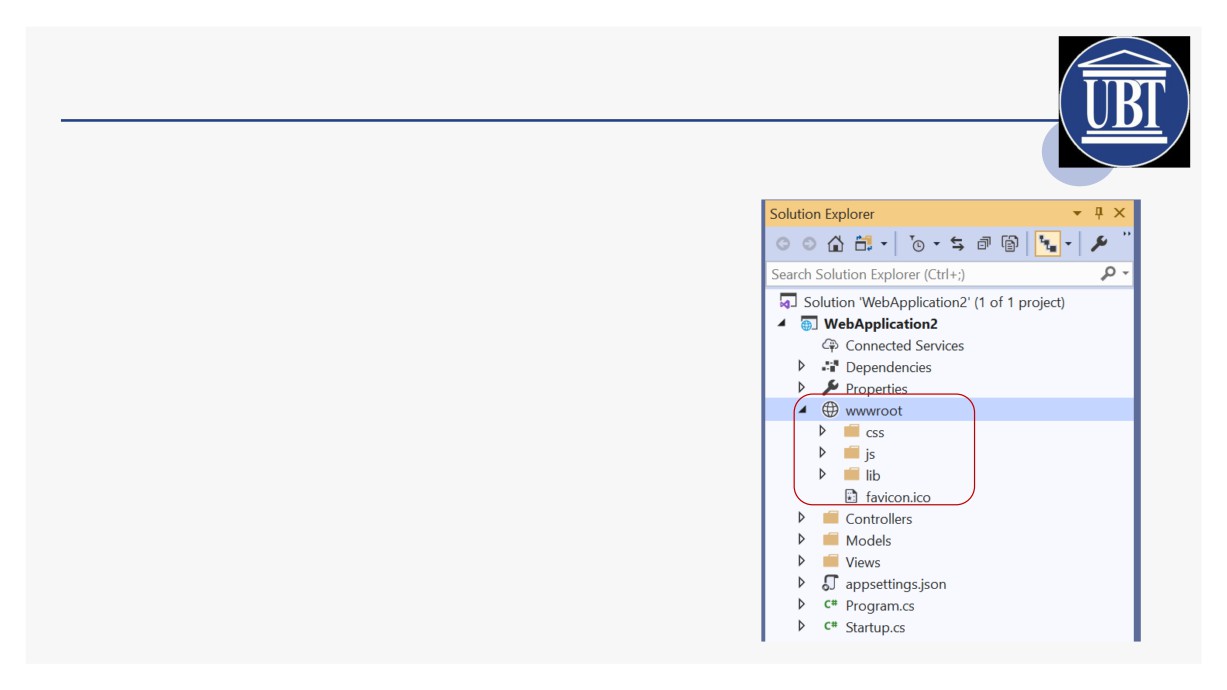 UBT
Solution Explorer
Search Solution Explorer (Ctrl+;)
Solution 'WebApplication2' (1 of 1 project)
WebApplication2
Connected Services
Dependencies
Properties
wwwroot
css
js
lib
favicon.ico
Controllers
Models
Views
appsettings.json
C# Program.cs
C# Startup.cs